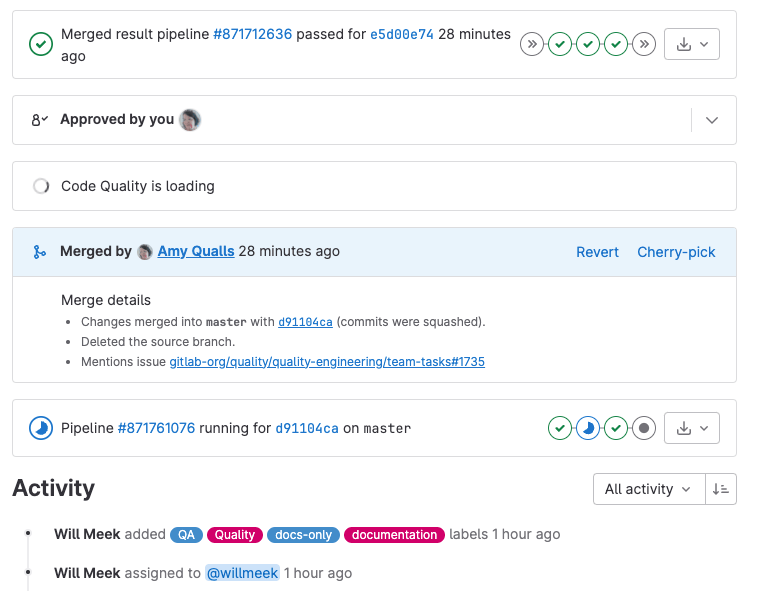 Merged result pipeline #871712636 passed for e5d00e74 28 minutes
ago
Approved by you
Code Quality is loading
Merged by Amy Qualls 28 minutes ago Revert Cherry-pick
Merge details
• Changes merged into master with d91104ca (commits were squashed).
• Deleted the source branch.
• Mentions issue gitlab-org/quality/quality-engineering/team-tasks#1735
Pipeline #871761076 running for d91104ca on master
Activity All activity
Will Meek added QA Quality docs-only documentation labels 1 hour ago
Will Meek assigned to @willmeek 1 hour ago